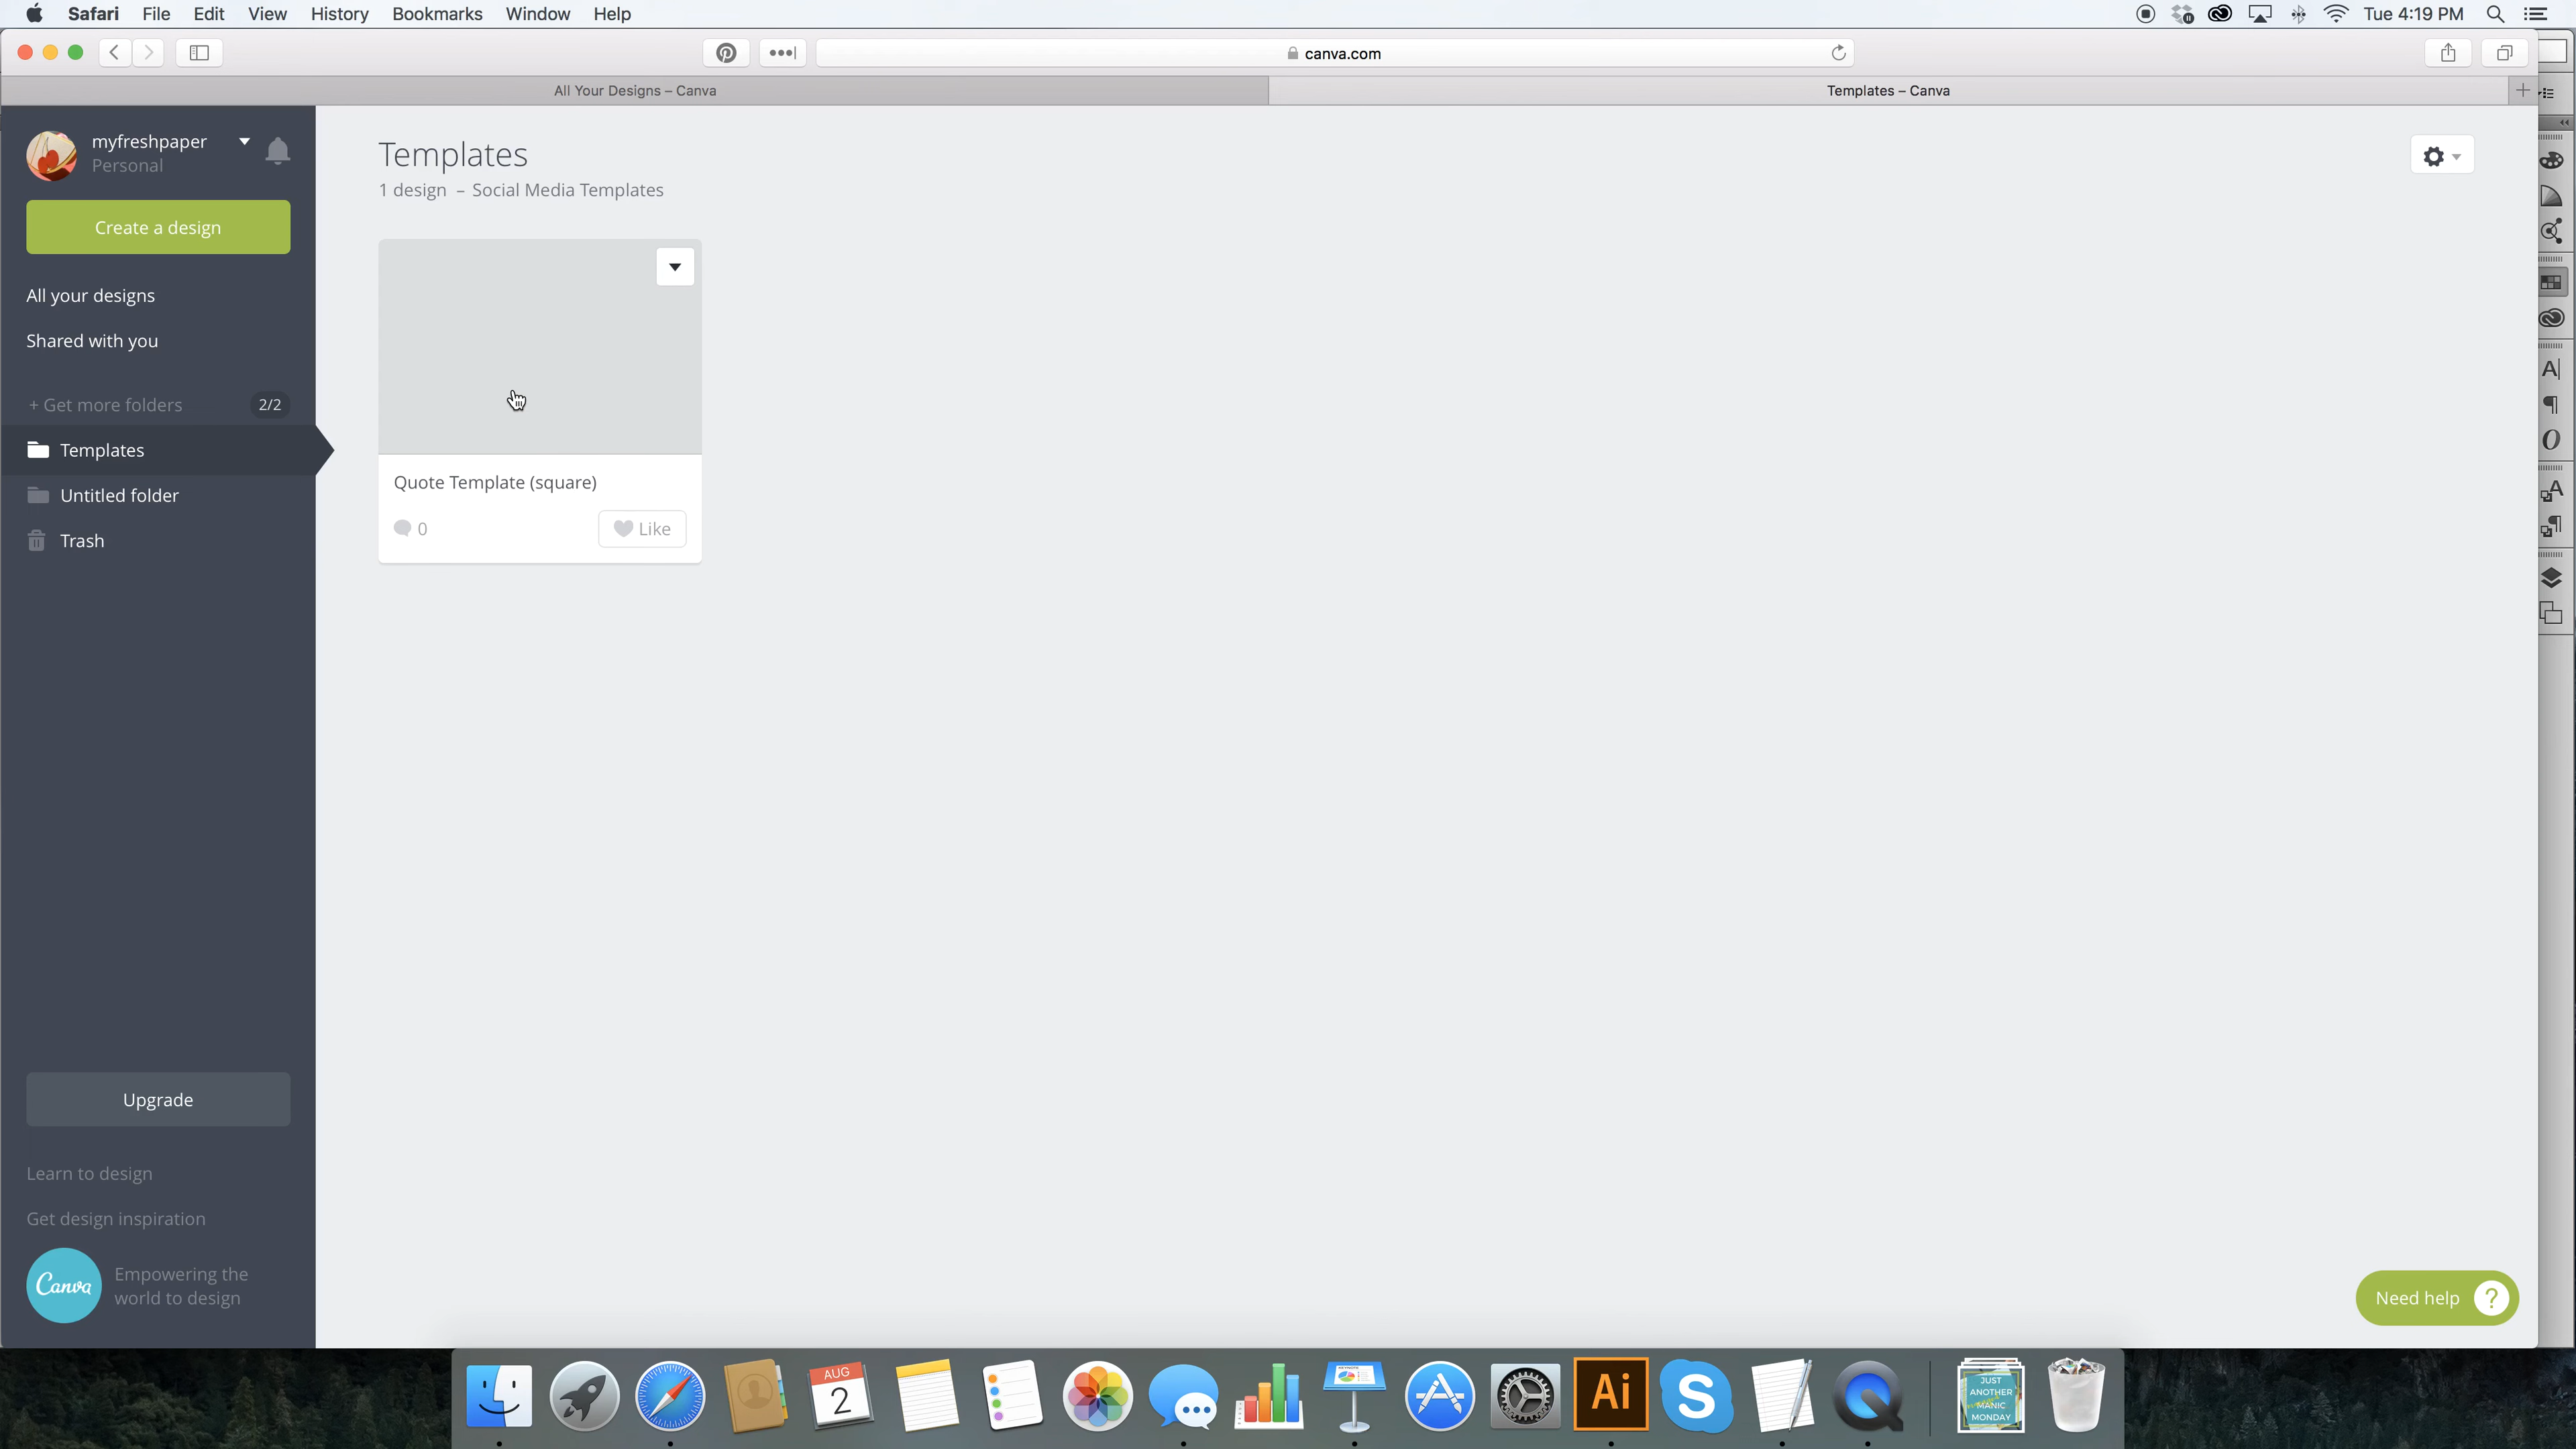 Safari File Edit View History Bookmarks Window Help Tue 4:19 PM
canva.com
All Your Designs – Canva Templates – Canva
myfreshpaper
Personal
Create a design
All your designs
Shared with you
+ Get more folders 2/2
Templates
Untitled folder
Trash
Upgrade
Learn to design
Get design inspiration
Canva
Empowering the
world to design
Templates
1 design – Social Media Templates
Quote Template (square)
0 Like
Need help ?
AUG
2
Ai
S
JUST
ANOTHER
MANIC
MONDAY